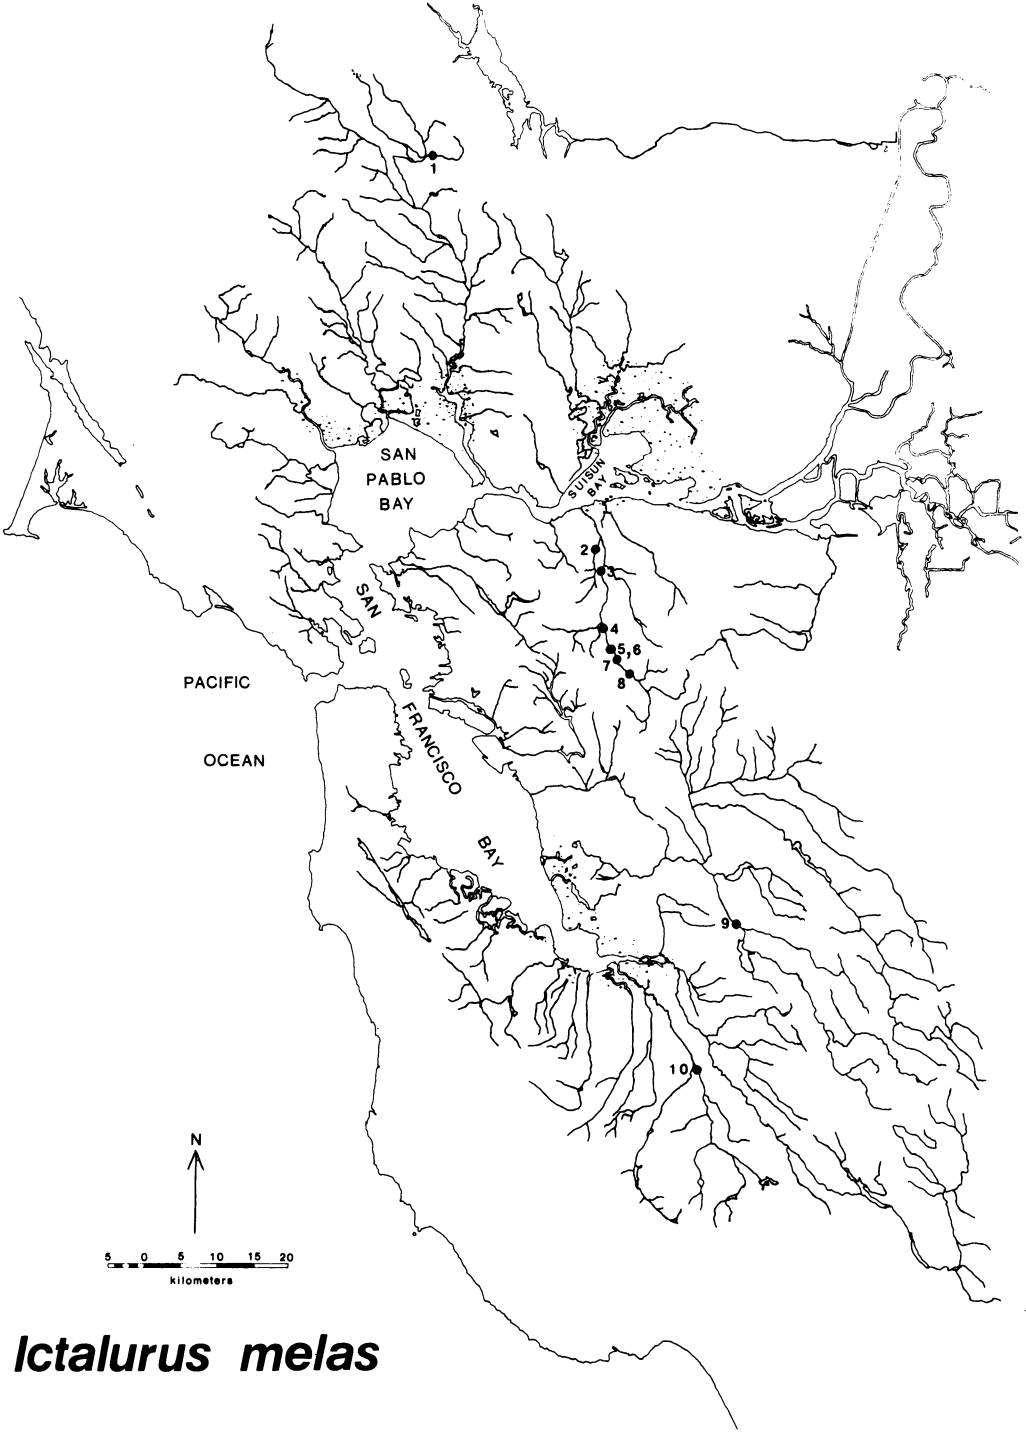 1
SAN
PABLO
BAY
SUISUN
BAY
2
3
SAN
4
5,6
7
8
PACIFIC
FRANCISCO
OCEAN
BAY
9
10
N
5 0 5 10 15 20
kilometers
Ictalurus melas